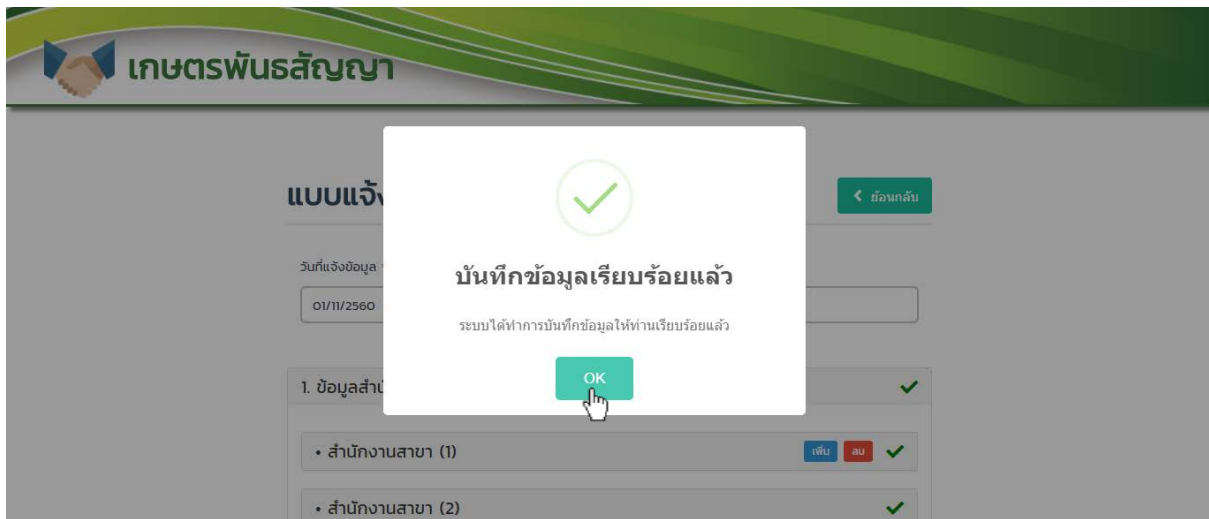 เกษตรพันธสัญญา
แบบแจ้ง
ย้อนกลับ
วันที่แจ้งข้อมูล
01/11/2560
บันทึกข้อมูลเรียบร้อยแล้ว
ระบบได้ทำการบันทึกข้อมูลให้ท่านเรียบร้อยแล้ว
OK
1. ข้อมูลสำนั
• สำนักงานสาขา (1) เพิ่ม ลบ
• สำนักงานสาขา (2)